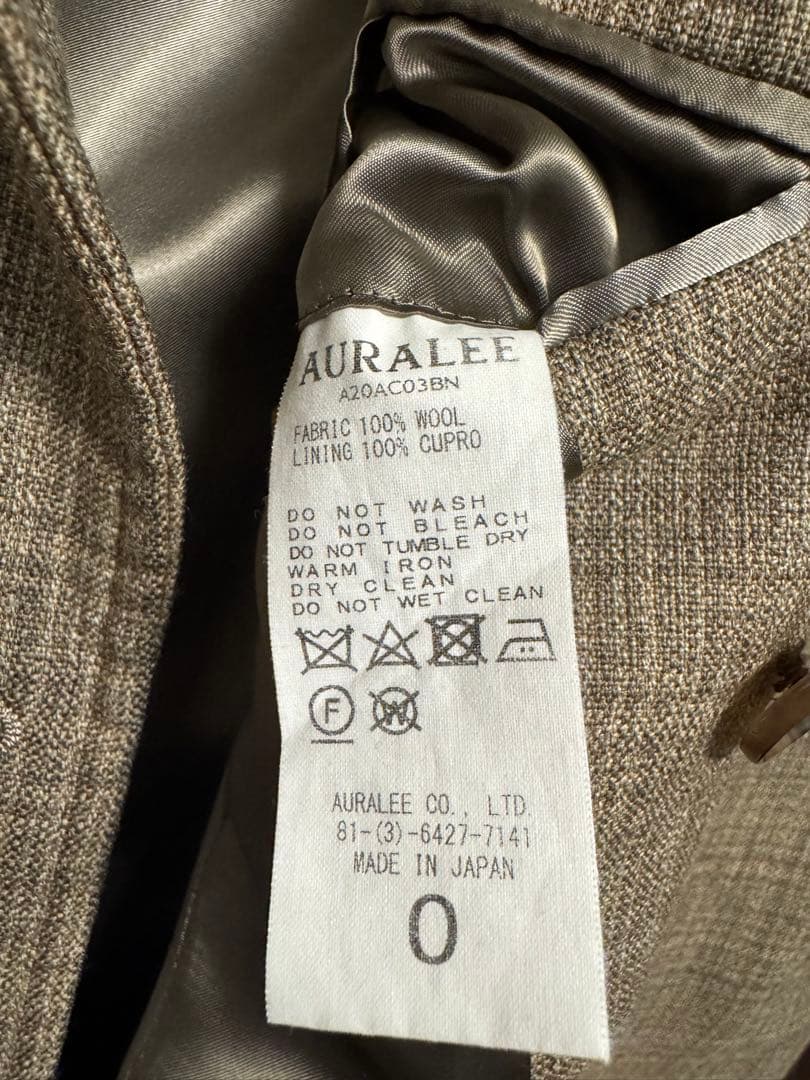 AURALEE
A20AC03BN
FABRIC 100% WOOL
LINING 100% CUPRO
DO NOT WASH
DO NOT BLEACH
DO NOT TUMBLE DRY
WARM IRON
DRY CLEAN
DO NOT WET CLEAN
F W
AURALEE CO., LTD.
81-(3)-6427-7141
MADE IN JAPAN
0